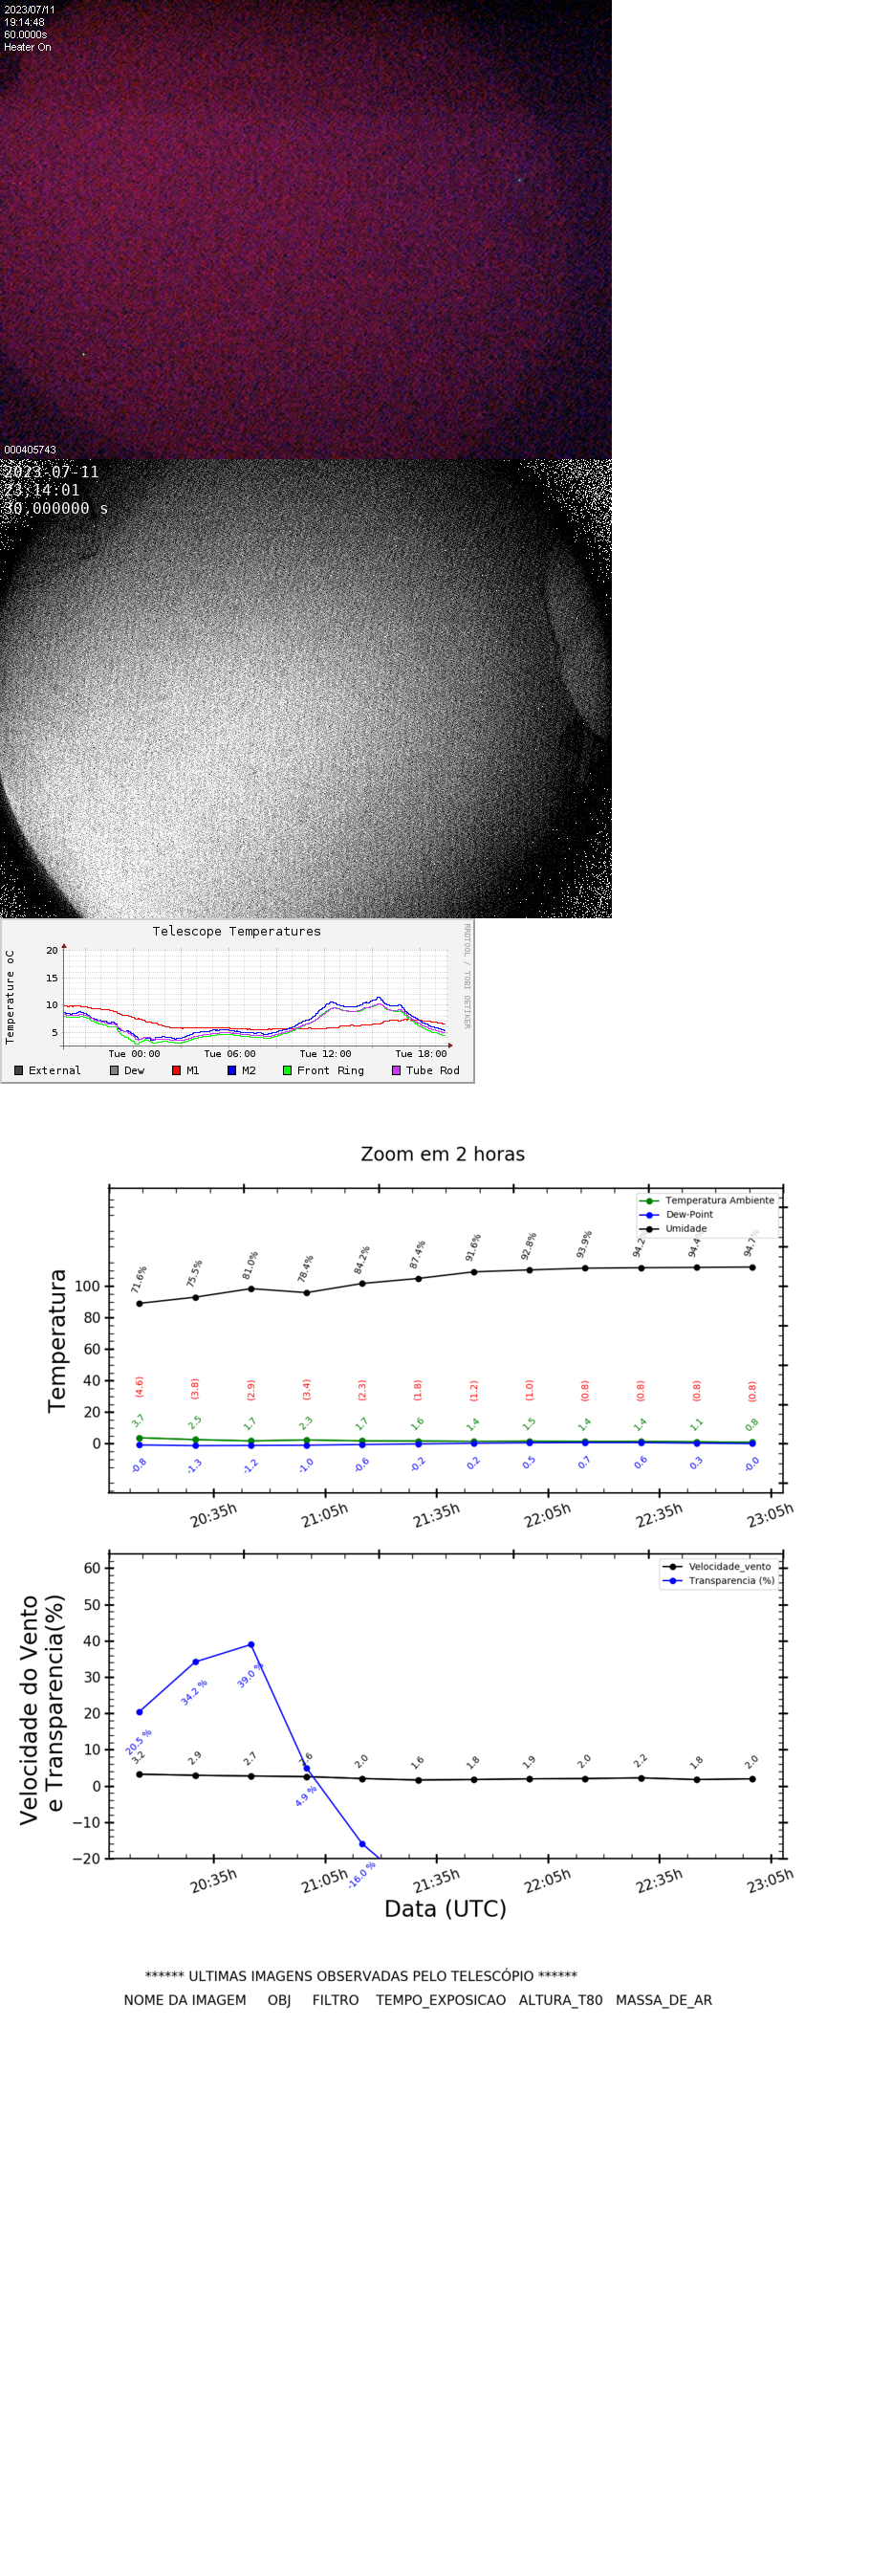 2023/07/11
19:14:48
60.0000s
Heater On
000405743
2023-07-11
23:14:01
30.000000 s
Telescope Temperatures
RRDTOOL / TOBI OETIKER
Temperature oC
20
15
10
5
Tue 00:00 Tue 06:00 Tue 12:00 Tue 18:00
External Dew M1 M2 Front Ring Tube Rod
Zoom em 2 horas
Temperatura Ambiente
Dew-Point
Umidade
Temperatura
100
80
60
40
20
0
71.6% 75.5% 81.0% 78.4% 84.2% 87.4% 91.6% 92.8% 93.9% 94.2 94.4 94.7
(4.6) (3.8) (2.9) (3.4) (2.3) (1.8) (1.2) (1.0) (0.8) (0.8) (0.8) (0.8)
3.7 2.5 1.7 2.3 1.7 1.6 1.4 1.5 1.4 1.4 1.1 0.8
-0.8 -1.3 -1.2 -1.0 -0.6 -0.2 0.2 0.5 0.7 0.6 0.3 -0.0
20:35h 21:05h 21:35h 22:05h 22:35h 23:05h
Velocidade_vento
Transparencia (%)
Velocidade do Vento
e Transparencia(%)
60
50
40
30
20
10
0
−10
−20
20.5 % 34.2 % 39.0 % 4.9 % -16.0 %
3.2 2.9 2.7 2.6 2.0 1.6 1.8 1.9 2.0 2.2 1.8 2.0
20:35h 21:05h 21:35h 22:05h 22:35h 23:05h
Data (UTC)
****** ULTIMAS IMAGENS OBSERVADAS PELO TELESCÓPIO ******
NOME DA IMAGEM OBJ FILTRO TEMPO_EXPOSICAO ALTURA_T80 MASSA_DE_AR